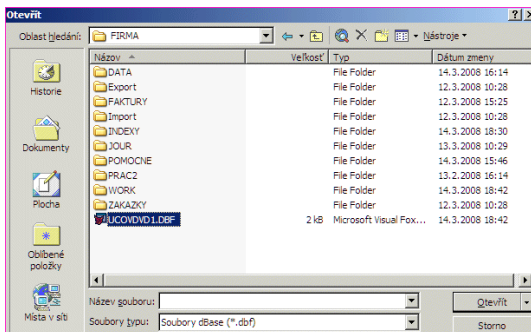 Otevřít
Oblast hledání: FIRMA Nástroje
Název Veľkosť Typ Dátum zmeny
DATA File Folder 14.3.2008 16:14
Export File Folder 12.3.2008 10:28
FAKTURY File Folder 12.3.2008 15:25
Import File Folder 12.3.2008 10:28
INDEXY File Folder 14.3.2008 18:30
JOUR File Folder 13.3.2008 10:29
POMOCNE File Folder 14.3.2008 15:46
PRAC2 File Folder 13.2.2008 16:14
WORK File Folder 14.3.2008 18:42
ZAKAZKY File Folder 12.3.2008 10:28
UCOVDVD1.DBF 2 kB Microsoft Visual Fox... 14.3.2008 18:42
Historie
Dokumenty
Plocha
Oblíbené
položky
Místa v síti
Název souboru: Otevřít
Soubory typu: Soubory dBase (*.dbf) Storno